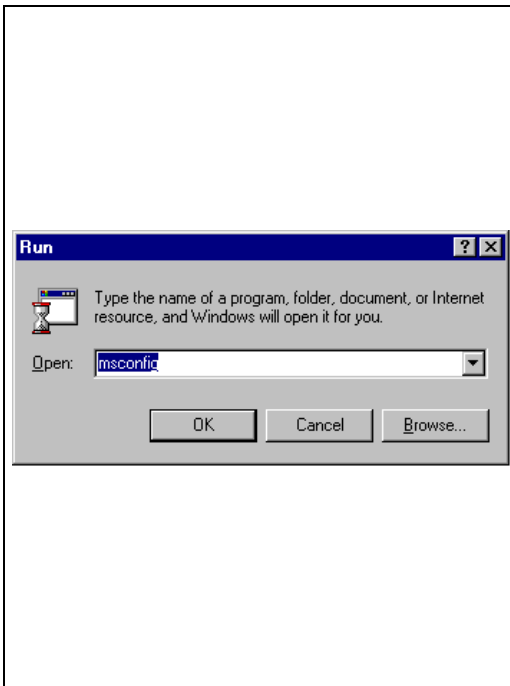 Run
Type the name of a program, folder, document, or Internet
resource, and Windows will open it for you.
Open: msconfig
OK Cancel Browse...